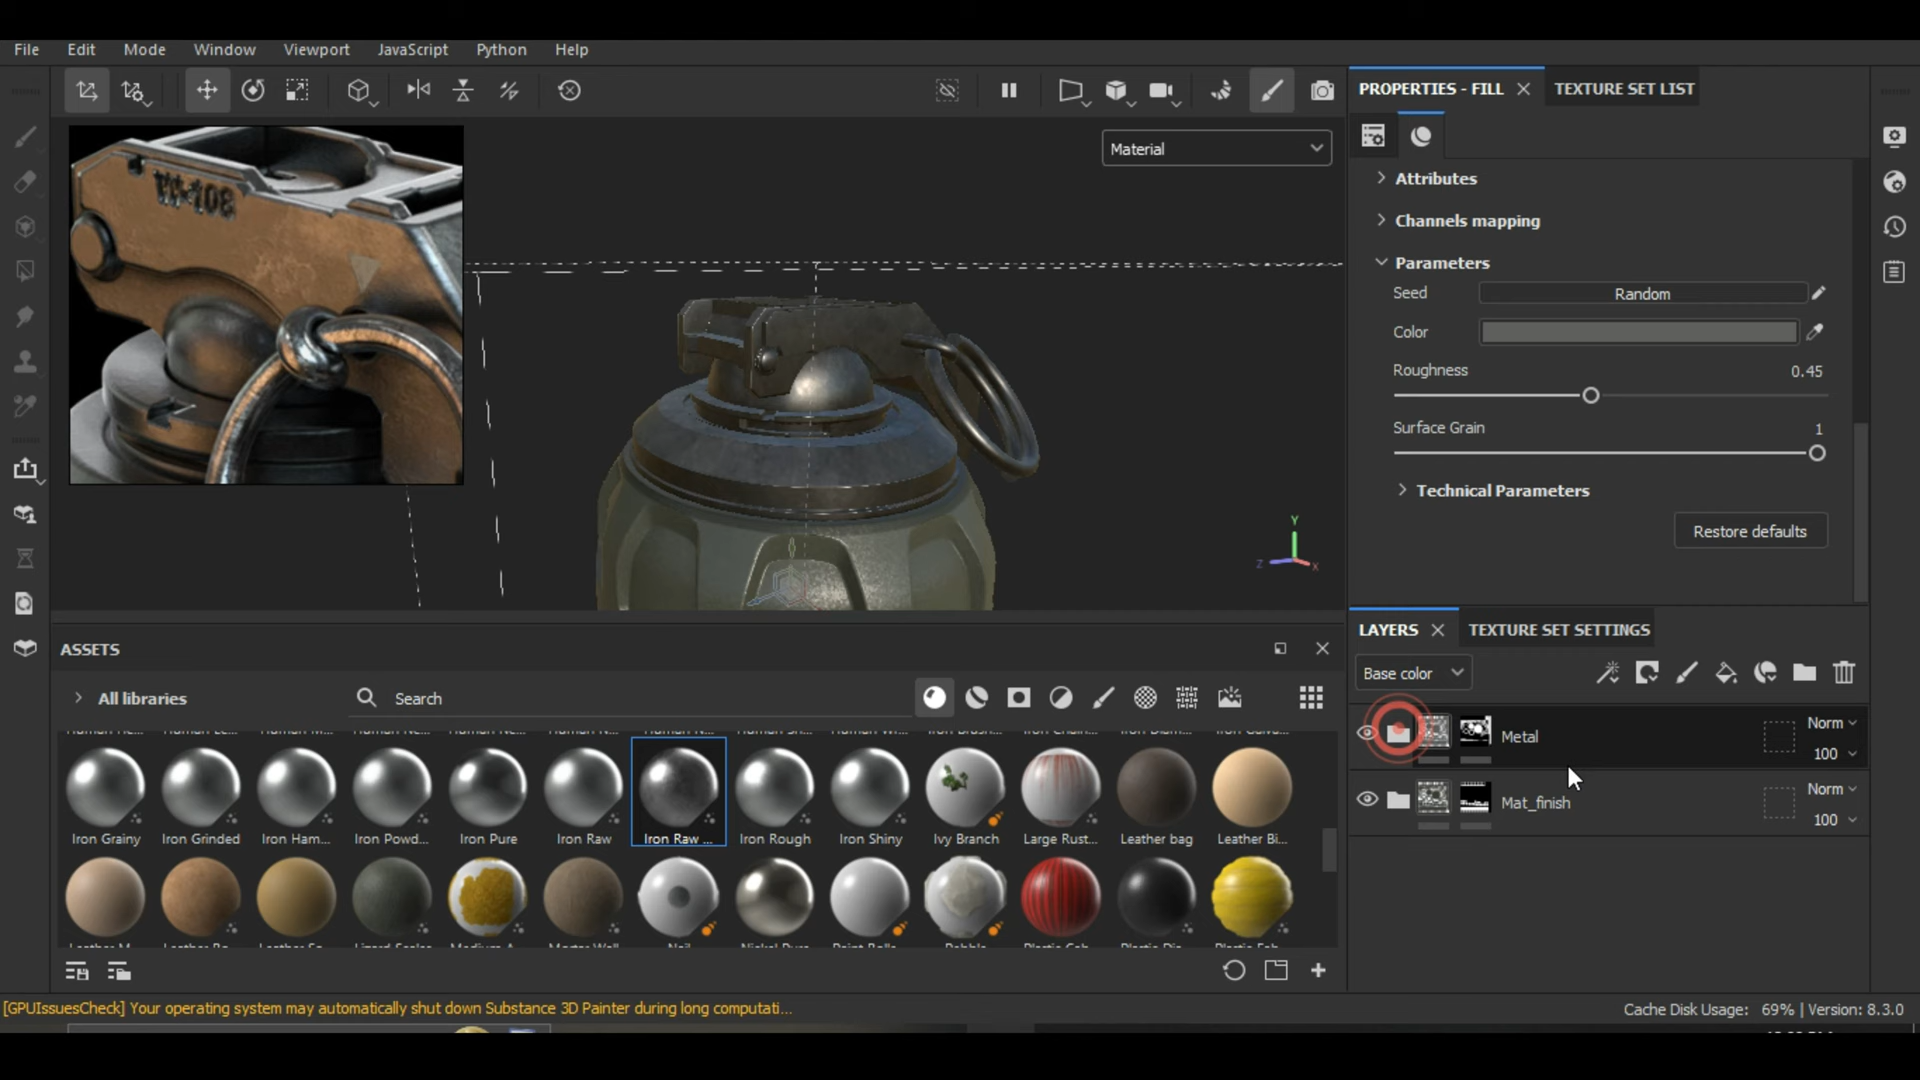 File Edit Mode Window Viewport JavaScript Python Help
PROPERTIES - FILL TEXTURE SET LIST
Material
W-108
Attributes
Channels mapping
Parameters
Seed Random
Color
Roughness 0.45
Surface Grain 1
Technical Parameters
Restore defaults
Y
Z X
LAYERS TEXTURE SET SETTINGS
Base color
Metal Norm
100
Mat_finish Norm
100
ASSETS
All libraries Search
Iron Grainy Iron Grinded Iron Ham... Iron Powd... Iron Pure Iron Raw Iron Raw ... Iron Rough Iron Shiny Ivy Branch Large Rust... Leather bag Leather Bi...
[GPUIssuesCheck] Your operating system may automatically shut down Substance 3D Painter during long computati...
Cache Disk Usage: 69% | Version: 8.3.0